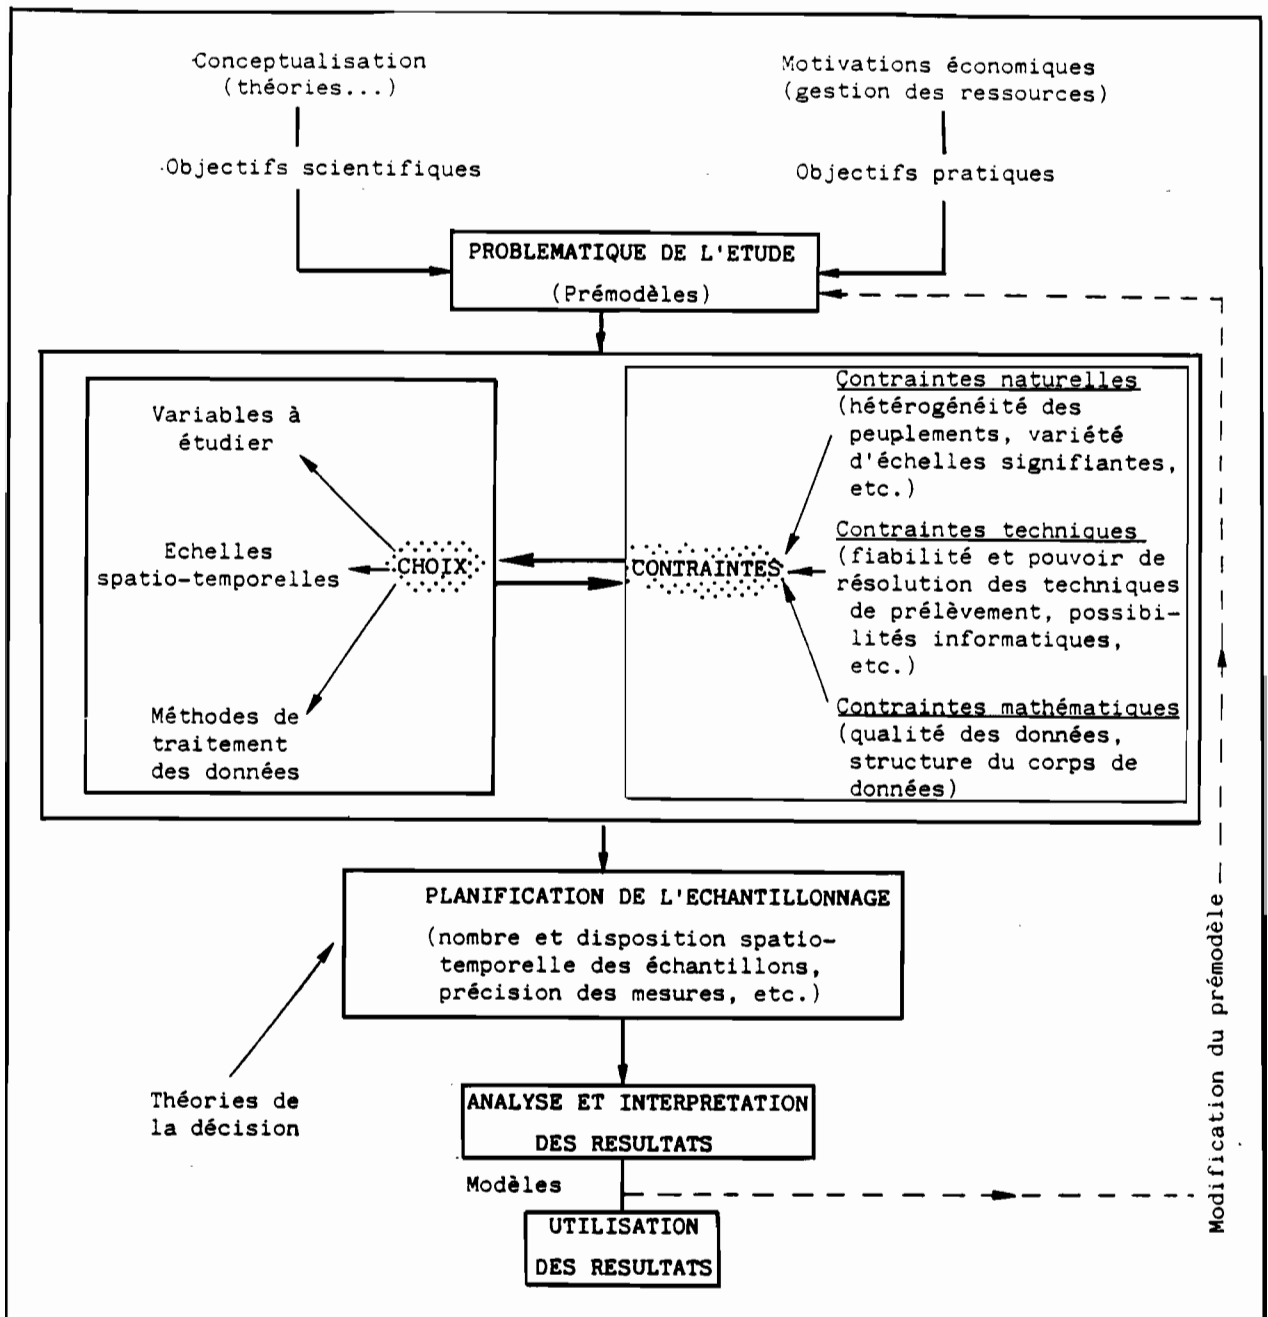 Conceptualisation
(théories...)
Motivations économiques
(gestion des ressources)
Objectifs scientifiques
Objectifs pratiques
PROBLEMATIQUE DE L'ETUDE
(Prémodèles)
Variables à
étudier
Echelles
spatio-temporelles
Méthodes de
traitement
des données
CHOIX
CONTRAINTES
Contraintes naturelles
(hétérogénéité des
peuplements, variété
d'échelles signifiantes,
etc.)
Contraintes techniques
(fiabilité et pouvoir de
résolution des techniques
de prélèvement, possibi-
lités informatiques,
etc.)
Contraintes mathématiques
(qualité des données,
structure du corps de
données)
PLANIFICATION DE L'ECHANTILLONNAGE
(nombre et disposition spatio-
temporelle des échantillons,
précision des mesures, etc.)
Théories de
la décision
ANALYSE ET INTERPRETATION
DES RESULTATS
Modèles
UTILISATION
DES RESULTATS
Modification du prémodèle